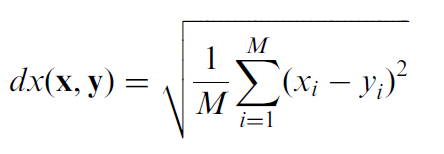 dx(𝐱, 𝐲) = √(1/M ∑_{i=1}^{M} (x_i − y_i)²)